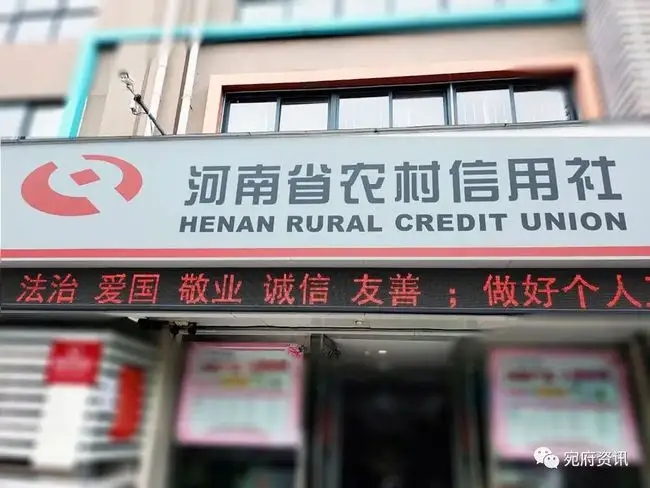 河南省农村信用社
HENAN RURAL CREDIT UNION
法治 爱国 敬业 诚信 友善 ；做好个人
宛府资讯